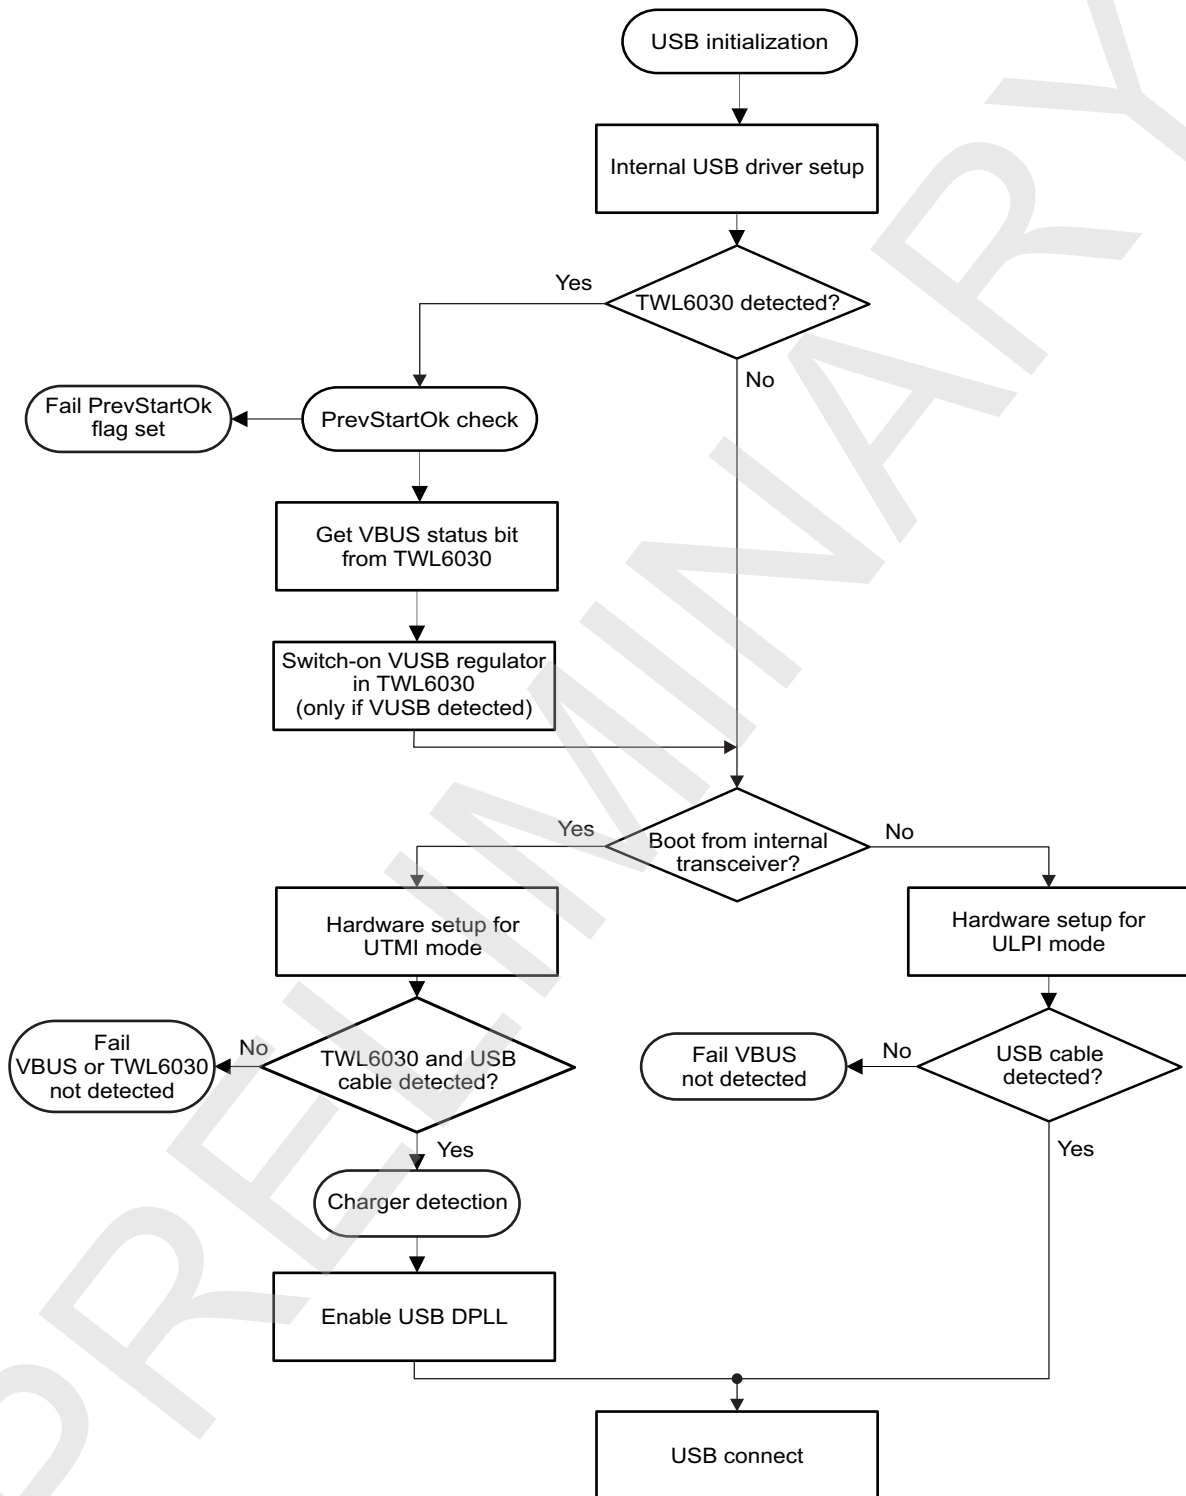 USB initialization
Internal USB driver setup
TWL6030 detected?
Yes
No
PrevStartOk check
Fail PrevStartOk
flag set
Get VBUS status bit
from TWL6030
Switch-on VUSB regulator
in TWL6030
(only if VUSB detected)
Boot from internal
transceiver?
Yes
No
Hardware setup for
UTMI mode
Hardware setup for
ULPI mode
TWL6030 and USB
cable detected?
No
Fail
VBUS or TWL6030
not detected
Yes
USB cable
detected?
No
Fail VBUS
not detected
Yes
Charger detection
Enable USB DPLL
USB connect
PRELIMINARY